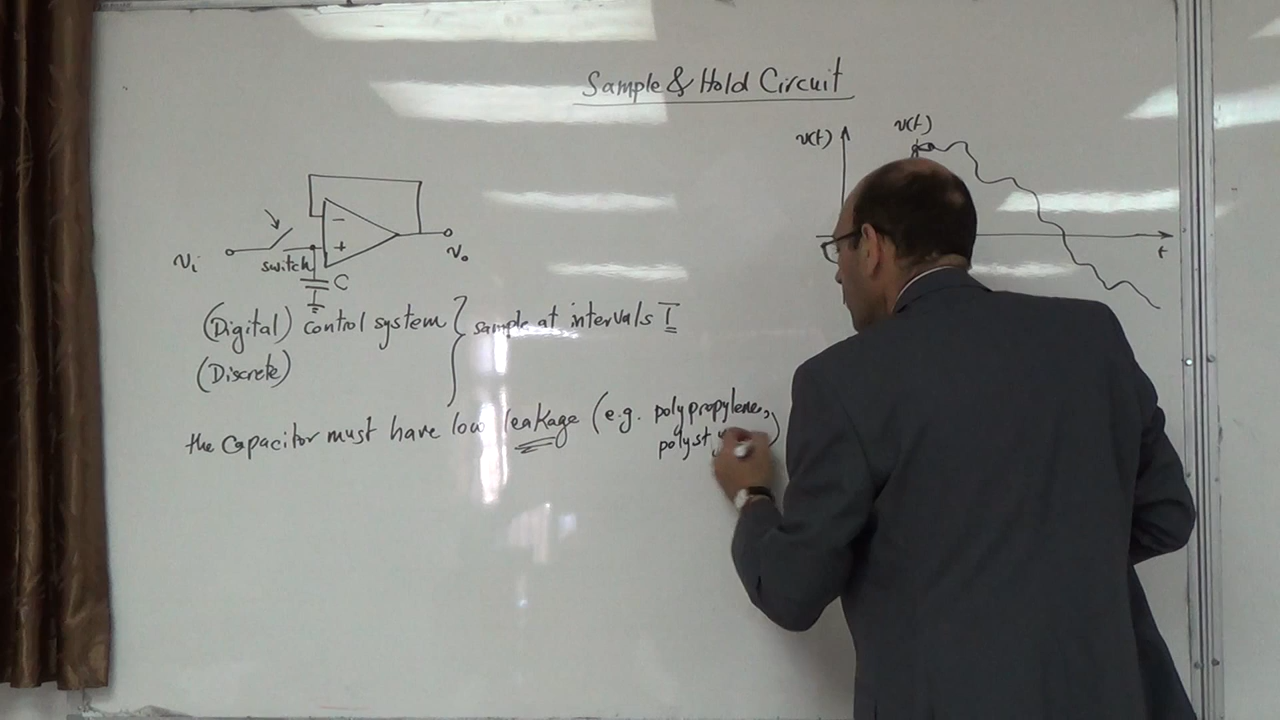 Sample & Hold Circuit
v(t)
v(t)
t
−
+
vᵢ
switch
C
vₒ
(Digital) control system } sample at intervals T
(Discrete)
the capacitor must have low leakage (e.g. polypropylene,
)